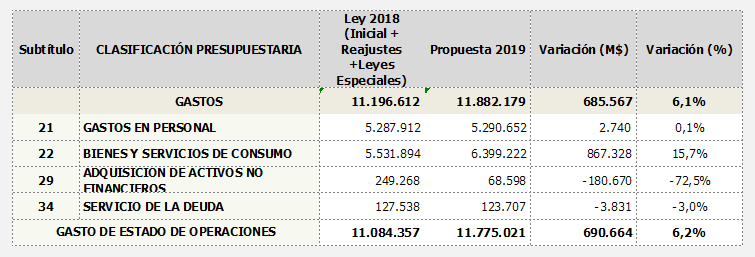 Subtítulo CLASIFICACIÓN PRESUPUESTARIA Ley 2018 (Inicial + Reajustes +Leyes Especiales) Propuesta 2019 Variación (M$) Variación (%)
GASTOS 11.196.612 11.882.179 685.567 6,1%
21 GASTOS EN PERSONAL 5.287.912 5.290.652 2.740 0,1%
22 BIENES Y SERVICIOS DE CONSUMO 5.531.894 6.399.222 867.328 15,7%
29 ADQUISICION DE ACTIVOS NO FINANCIEROS 249.268 68.598 -180.670 -72,5%
34 SERVICIO DE LA DEUDA 127.538 123.707 -3.831 -3,0%
GASTO DE ESTADO DE OPERACIONES 11.084.357 11.775.021 690.664 6,2%